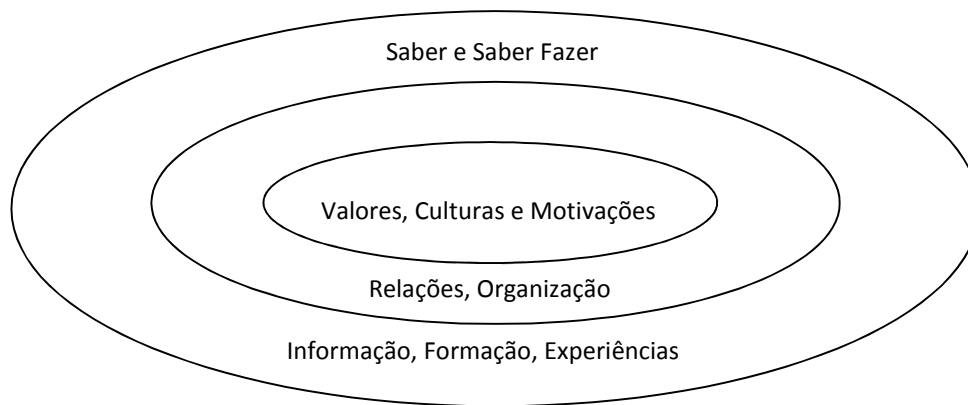 Saber e Saber Fazer
Valores, Culturas e Motivações
Relações, Organização
Informação, Formação, Experiências